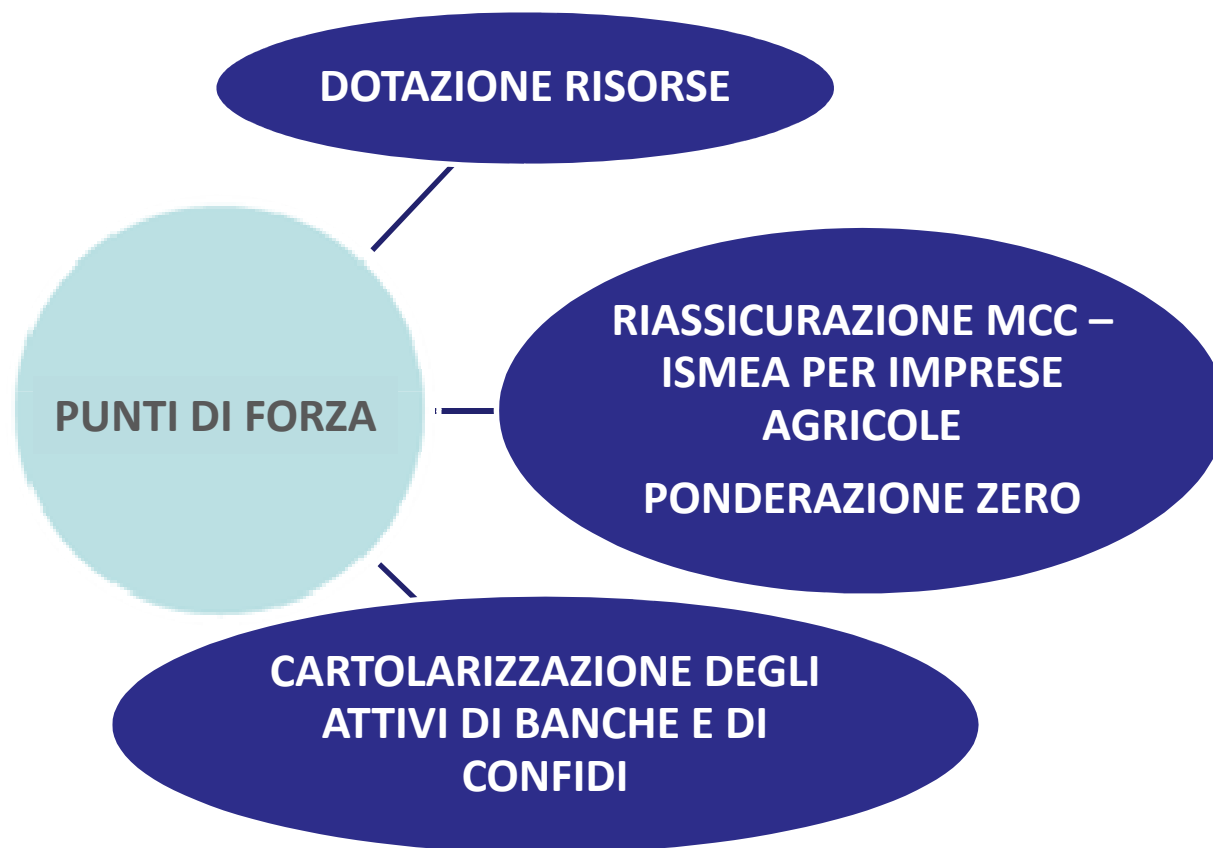 DOTAZIONE RISORSE
RIASSICURAZIONE MCC –
ISMEA PER IMPRESE
AGRICOLE
PONDERAZIONE ZERO
PUNTI DI FORZA
CARTOLARIZZAZIONE DEGLI
ATTIVI DI BANCHE E DI
CONFIDI